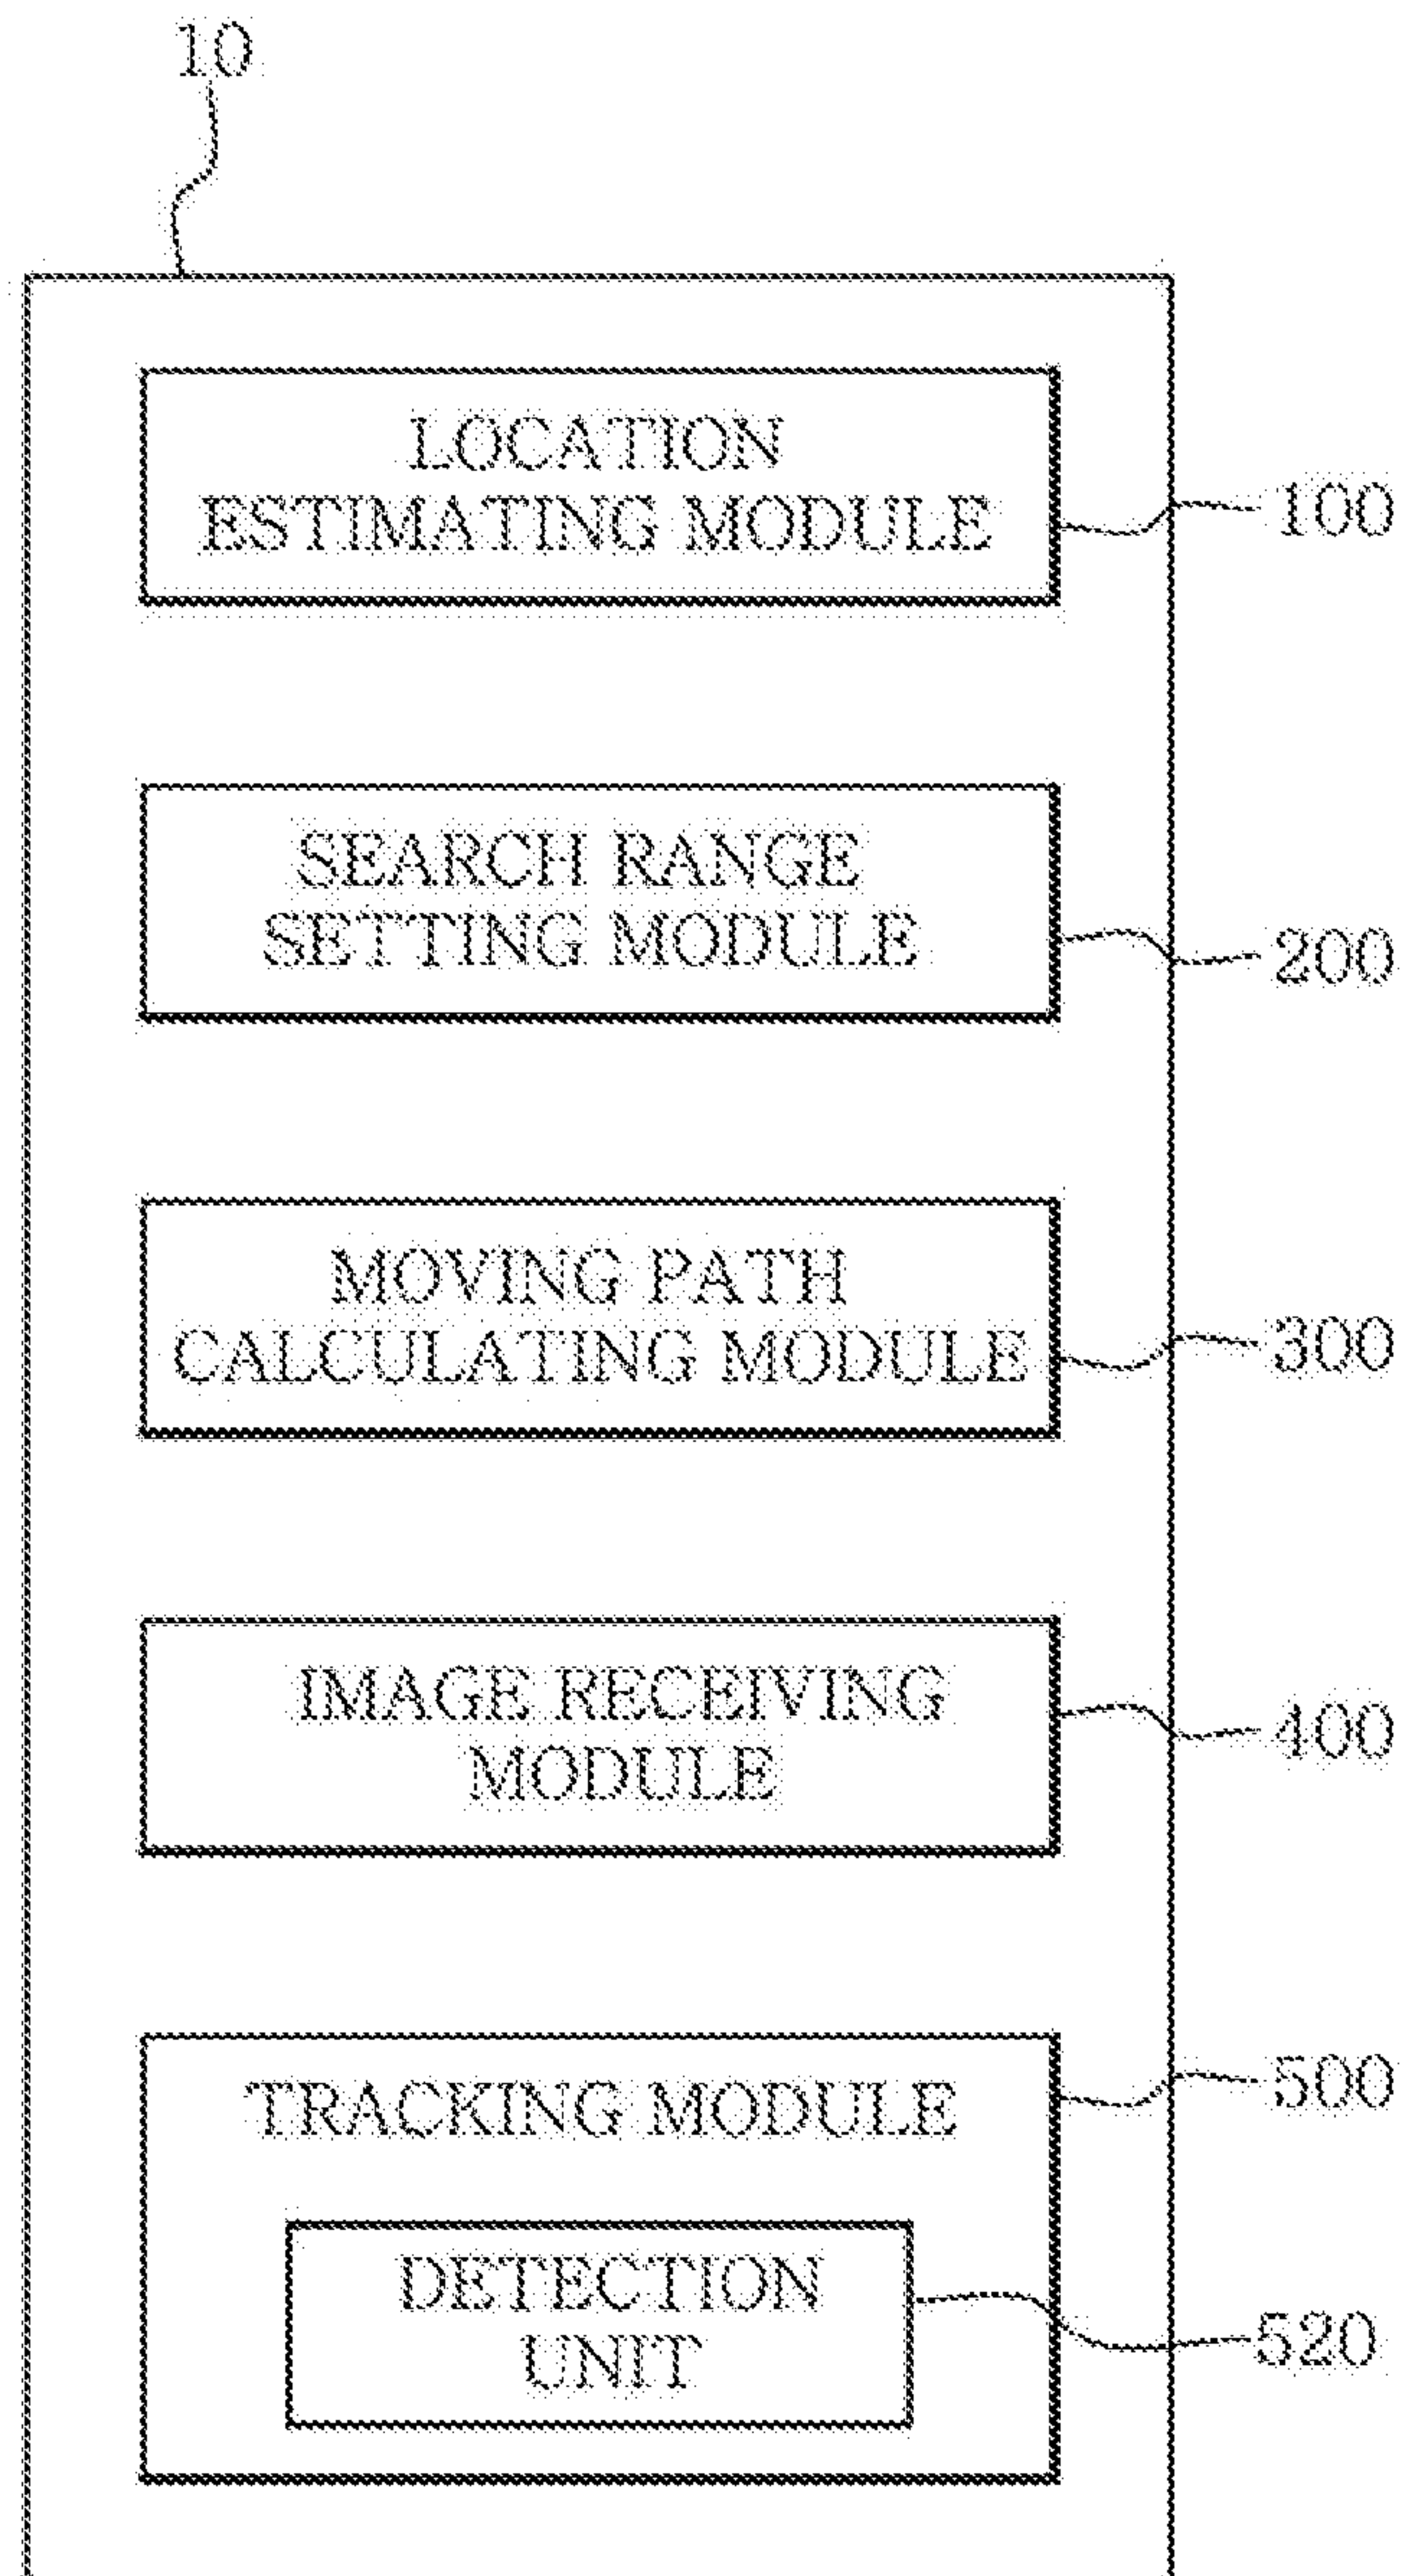 10
LOCATION
ESTIMATING MODULE
100
SEARCH RANGE
SETTING MODULE
200
MOVING PATH
CALCULATING MODULE
300
IMAGE RECEIVING
MODULE
400
TRACKING MODULE
500
DETECTION
UNIT
520